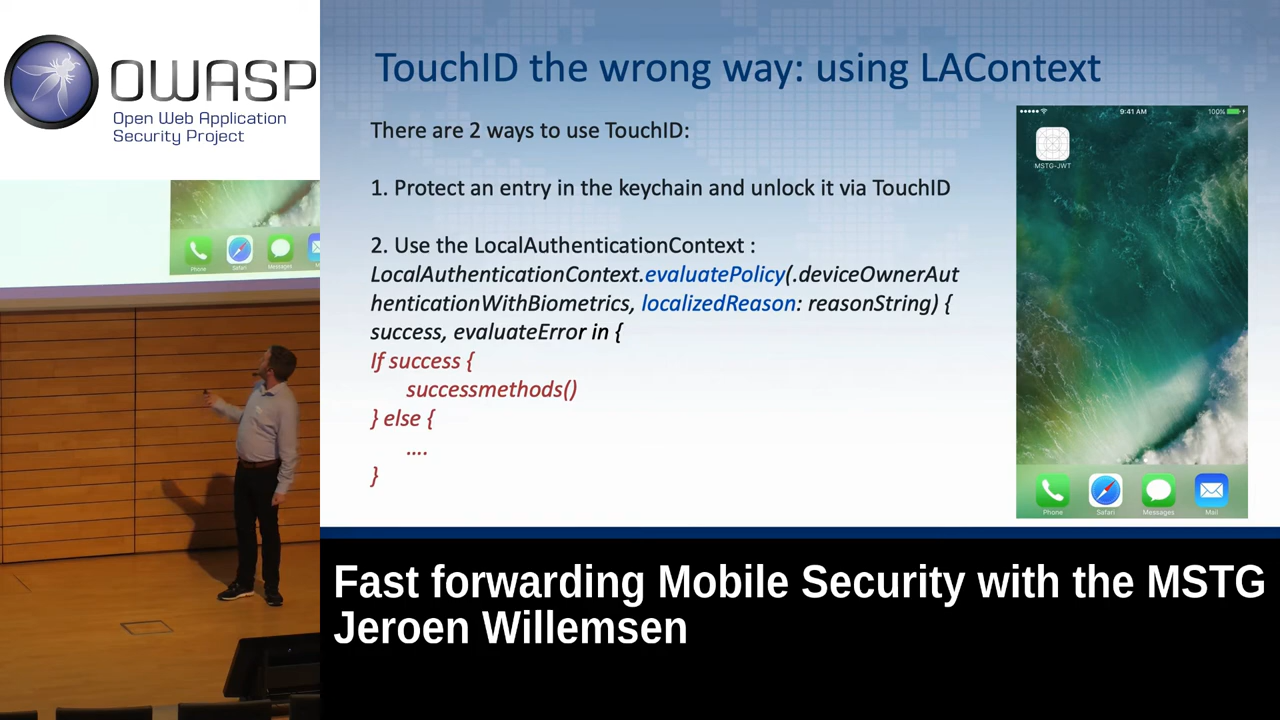 OWASP
Open Web Application
Security Project
TouchID the wrong way: using LAContext
There are 2 ways to use TouchID:
1. Protect an entry in the keychain and unlock it via TouchID
2. Use the LocalAuthenticationContext :
LocalAuthenticationContext.evaluatePolicy(.deviceOwnerAut
henticationWithBiometrics, localizedReason: reasonString) {
success, evaluateError in {
If success {
successmethods()
} else {
....
}
9:41 AM
100%
MSTG-JWT
Phone
Safari
Messages
Mail
Phone
Safari
Messages
Fast forwarding Mobile Security with the MSTG
Jeroen Willemsen